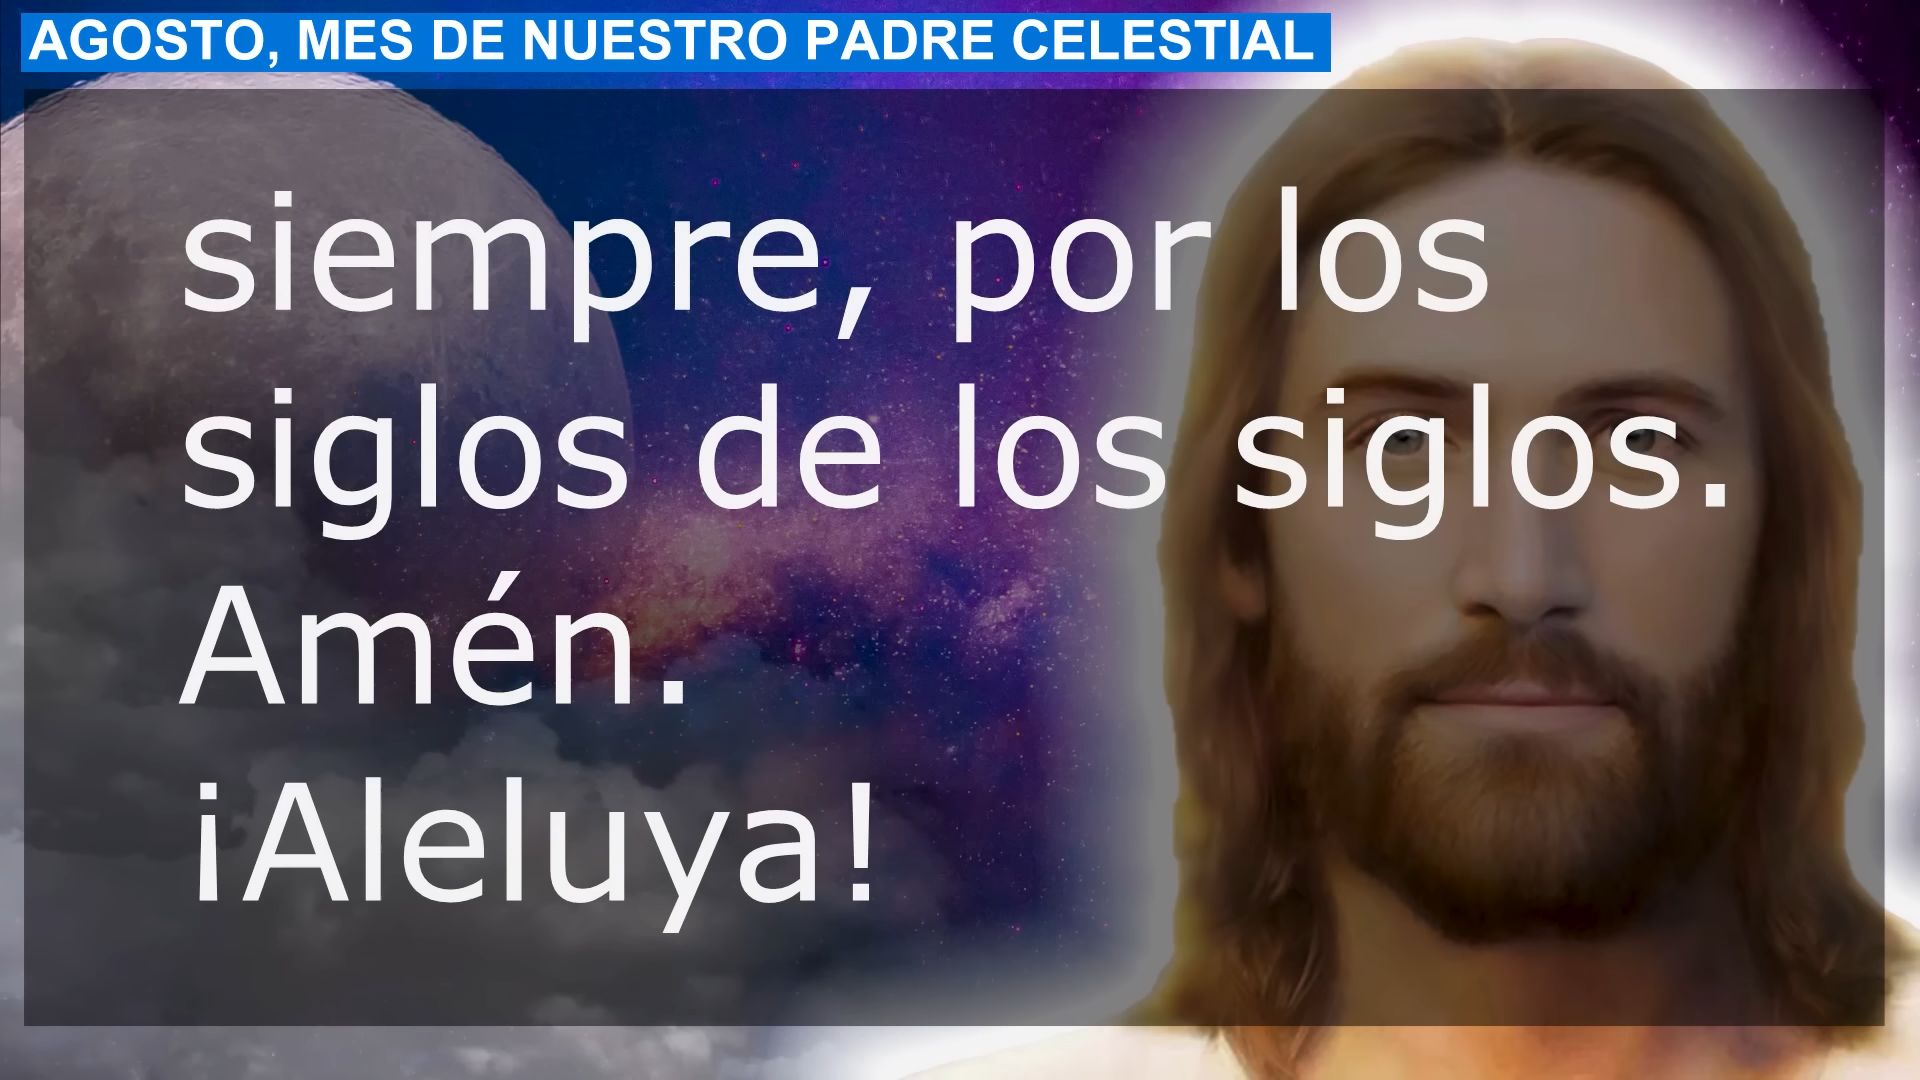 AGOSTO, MES DE NUESTRO PADRE CELESTIAL
siempre, por los
siglos de los siglos.
Amén.
¡Aleluya!